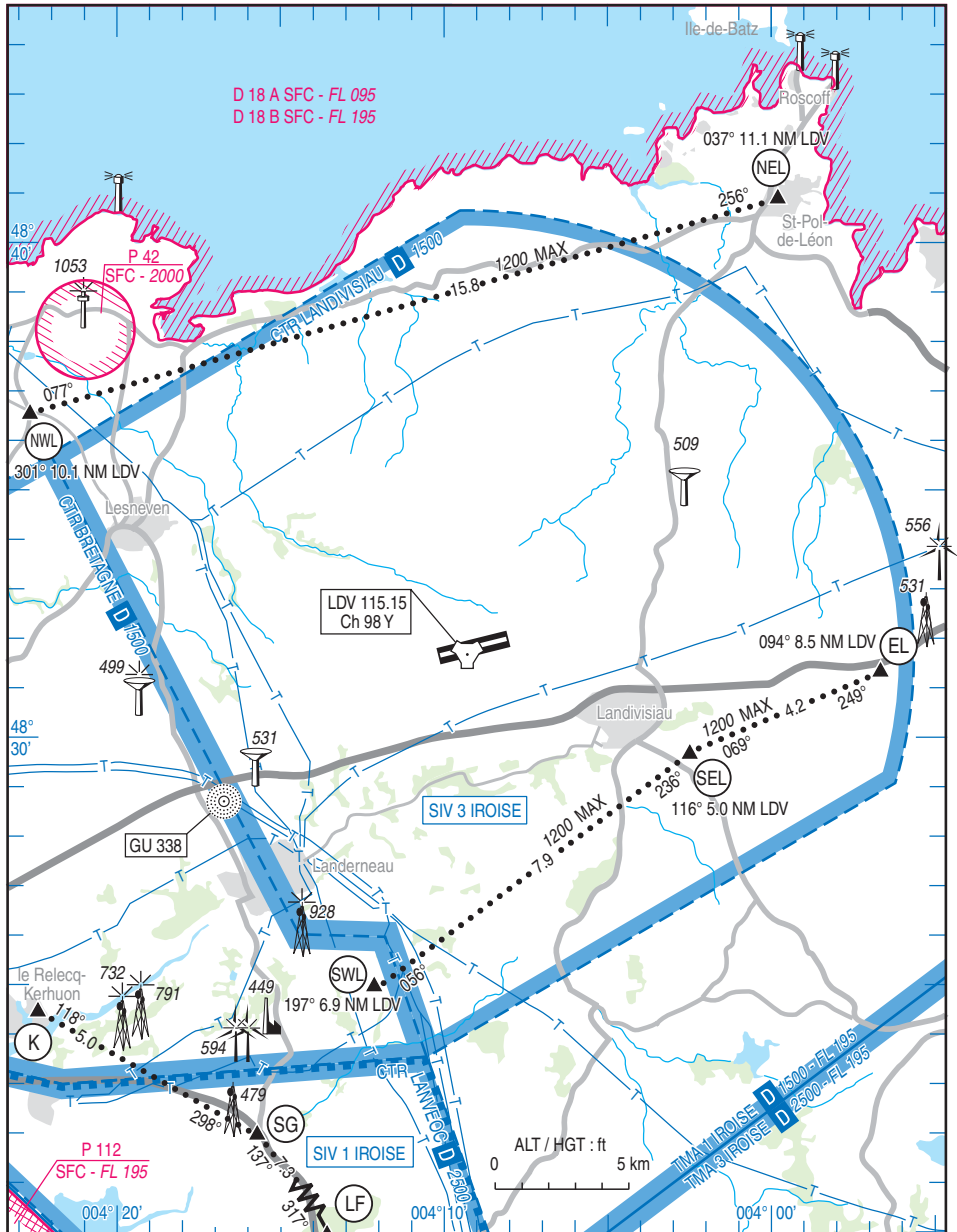 Ile-de-Batz
Roscoff
D 18 A SFC - FL 095
D 18 B SFC - FL 195
037° 11.1 NM LDV
NEL
256°
St-Pol-
de-Léon
48°
40'
P 42
SFC - 2000
1053
CTR LANDIVISIAU D 1500
1200 MAX
15.8
077°
NWL
301° 10.1 NM LDV
Lesneven
CTR BRETAGNE D 1500
509
556
531
LDV 115.15
Ch 98 Y
094° 8.5 NM LDV
EL
499
Landivisiau
1200 MAX
4.2
249°
069°
48°
30'
531
236°
SEL
116° 5.0 NM LDV
SIV 3 IROISE
GU 338
1200 MAX
7.9
Landerneau
928
056°
SWL
197° 6.9 NM LDV
le Relecq-
Kerhuon
732
791
449
118°
5.0
K
594
CTR LANVEOC D 2500
479
298°
SG
137°
7.3
317°
SIV 1 IROISE
LF
TMA 1 IROISE D 1500 - FL 195
TMA 3 IROISE D 2500 - FL 195
ALT / HGT : ft
0
5 km
P 112
SFC - FL 195
004° 20'
004° 10'
004° 00'
T T T T T T T T T T T T T T T T T T T T T T T T T T T T